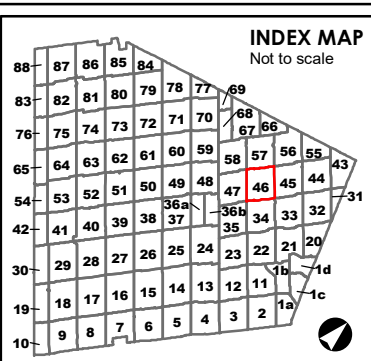 INDEX MAP
Not to scale
88 87 86 85 84
83 82 81 80 79 78 77 69
76 75 74 73 72 71 70 68
67 66
65 64 63 62 61 60 59 58 57 56 55 43
54 53 52 51 50 49 48 47 46 45 44 31
36a 36b
42 41 40 39 38 37 35 34 33 32
30 29 28 27 26 25 24 23 22 21 20
1b 1d
19 18 17 16 15 14 13 12 11 1c
1a
10 9 8 7 6 5 4 3 2